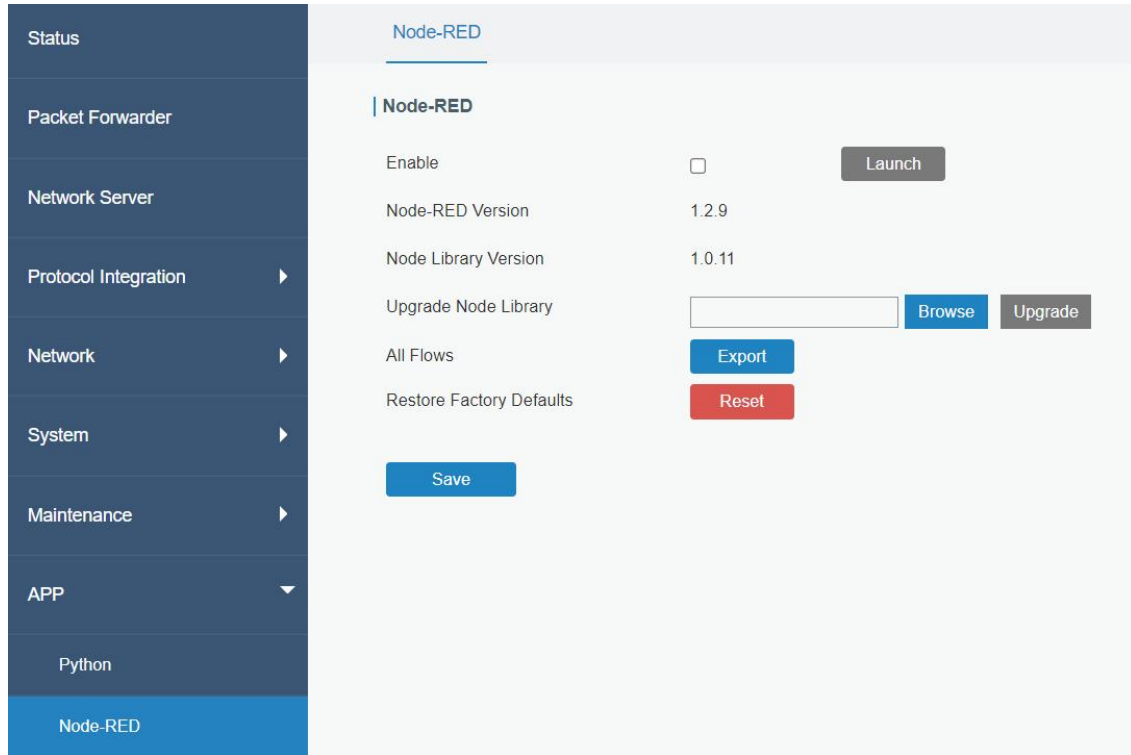 Status
Packet Forwarder
Network Server
Protocol Integration
Network
System
Maintenance
APP
Python
Node-RED
Node-RED
Node-RED
Enable Launch
Node-RED Version 1.2.9
Node Library Version 1.0.11
Upgrade Node Library Browse Upgrade
All Flows Export
Restore Factory Defaults Reset
Save